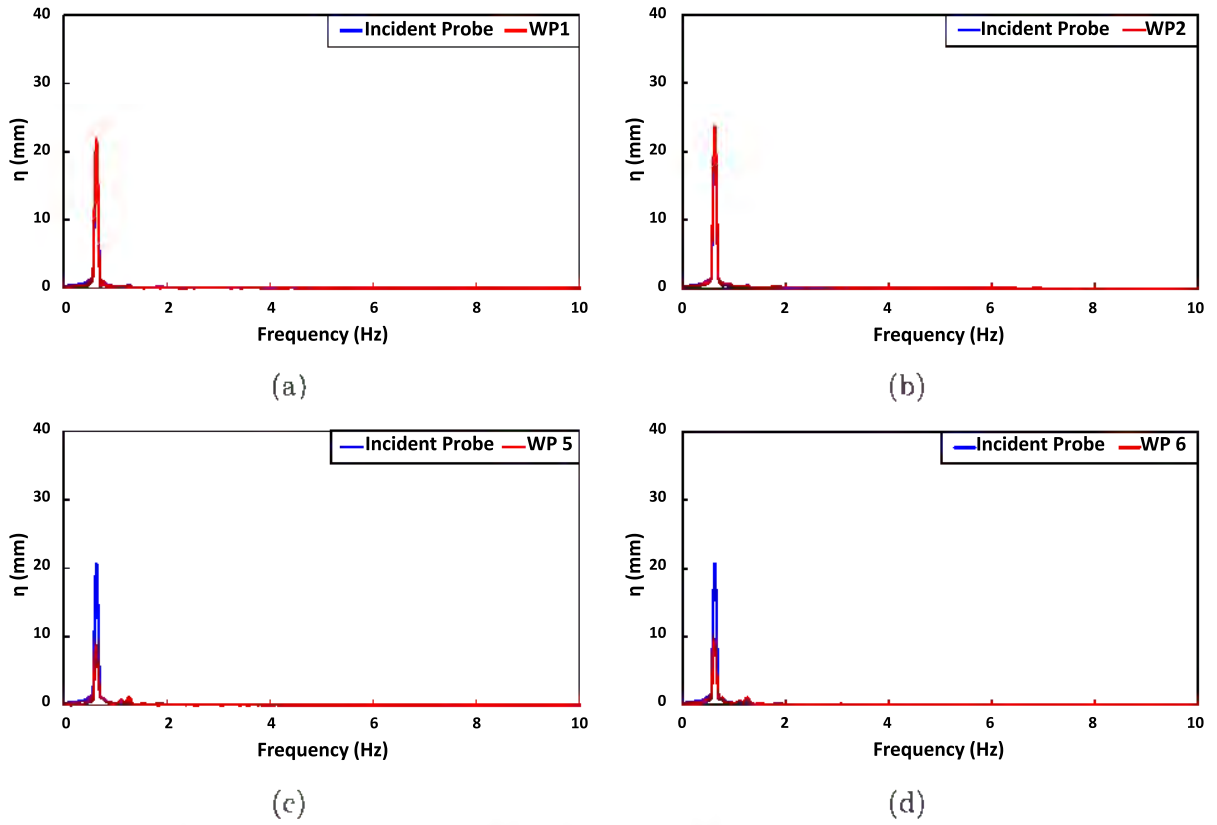 40
30
20
10
0
η (mm)
Incident Probe WP1
0 2 4 6 8 10
Frequency (Hz)
(a)
40
30
20
10
0
η (mm)
Incident Probe WP2
0 2 4 6 8 10
Frequency (Hz)
(b)
40
30
20
10
0
η (mm)
Incident Probe WP 5
0 2 4 6 8 10
Frequency (Hz)
(c)
40
30
20
10
0
η (mm)
Incident Probe WP 6
0 2 4 6 8 10
Frequency (Hz)
(d)